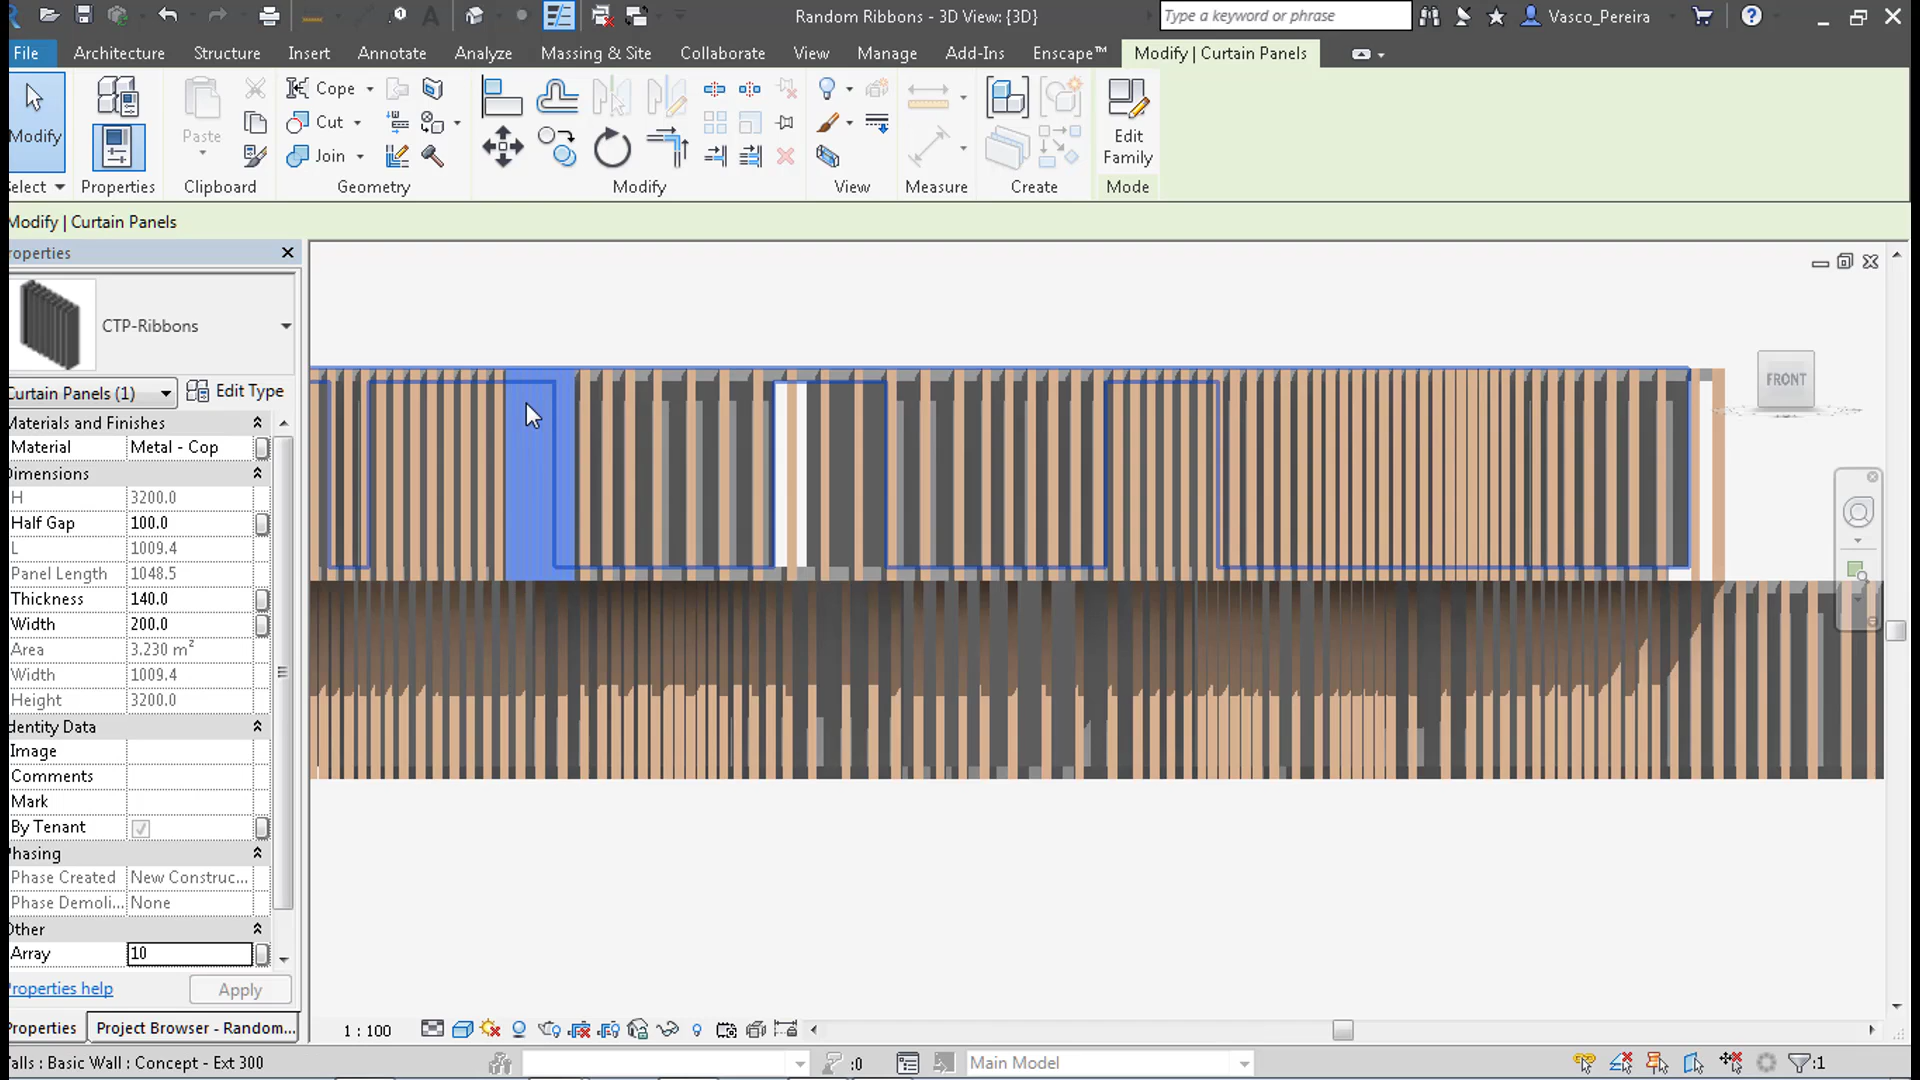 Random Ribbons - 3D View: {3D}
Type a keyword or phrase
Vasco_Pereira
File Architecture Structure Insert Annotate Analyze Massing & Site Collaborate View Manage Add-Ins Enscape™ Modify | Curtain Panels
Modify
Cope
Cut
Join
Paste
Edit
Family
elect Properties Clipboard Geometry Modify View Measure Create Mode
Modify | Curtain Panels
roperties
CTP-Ribbons
Curtain Panels (1) Edit Type
Materials and Finishes
Material Metal - Cop
Dimensions
H 3200.0
Half Gap 100.0
L 1009.4
Panel Length 1048.5
Thickness 140.0
Width 200.0
Area 3.230 m²
Width 1009.4
Height 3200.0
dentity Data
Image
Comments
Mark
By Tenant
hasing
Phase Created New Construc...
Phase Demoli... None
Other
Array 10
roperties help Apply
Properties Project Browser - Random...
FRONT
1 : 100
alls : Basic Wall : Concept - Ext 300
:0
Main Model
:1